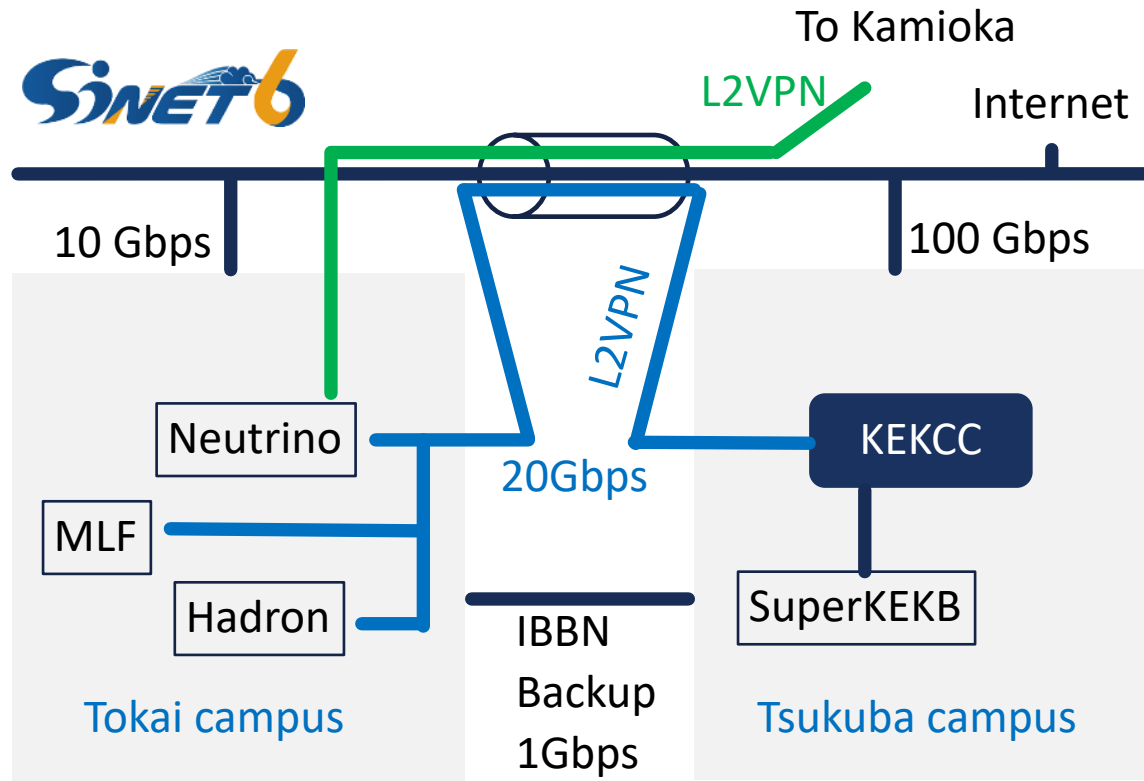 To Kamioka
SiNET6
L2VPN
Internet
10 Gbps
100 Gbps
L2VPN
Neutrino
KEKCC
20Gbps
MLF
Hadron
SuperKEKB
IBBN
Backup
1Gbps
Tokai campus
Tsukuba campus